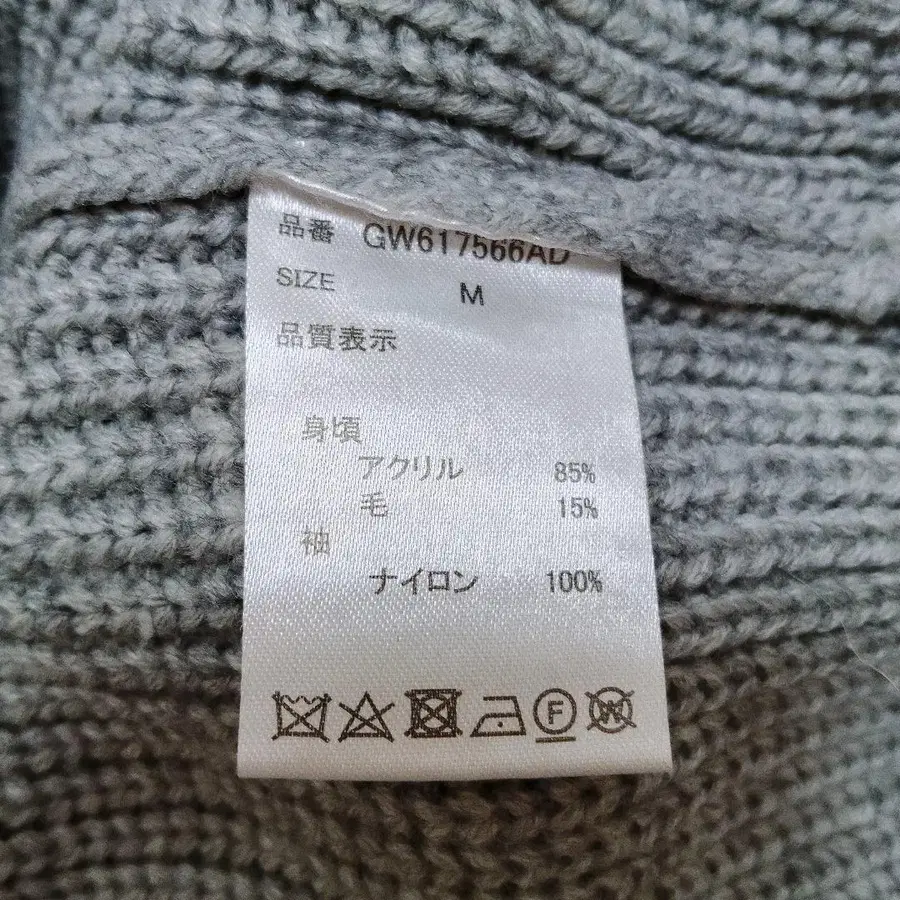 品番 GW617566AD
SIZE M
品質表示
身頃
アクリル 85%
毛 15%
袖
ナイロン 100%
F W